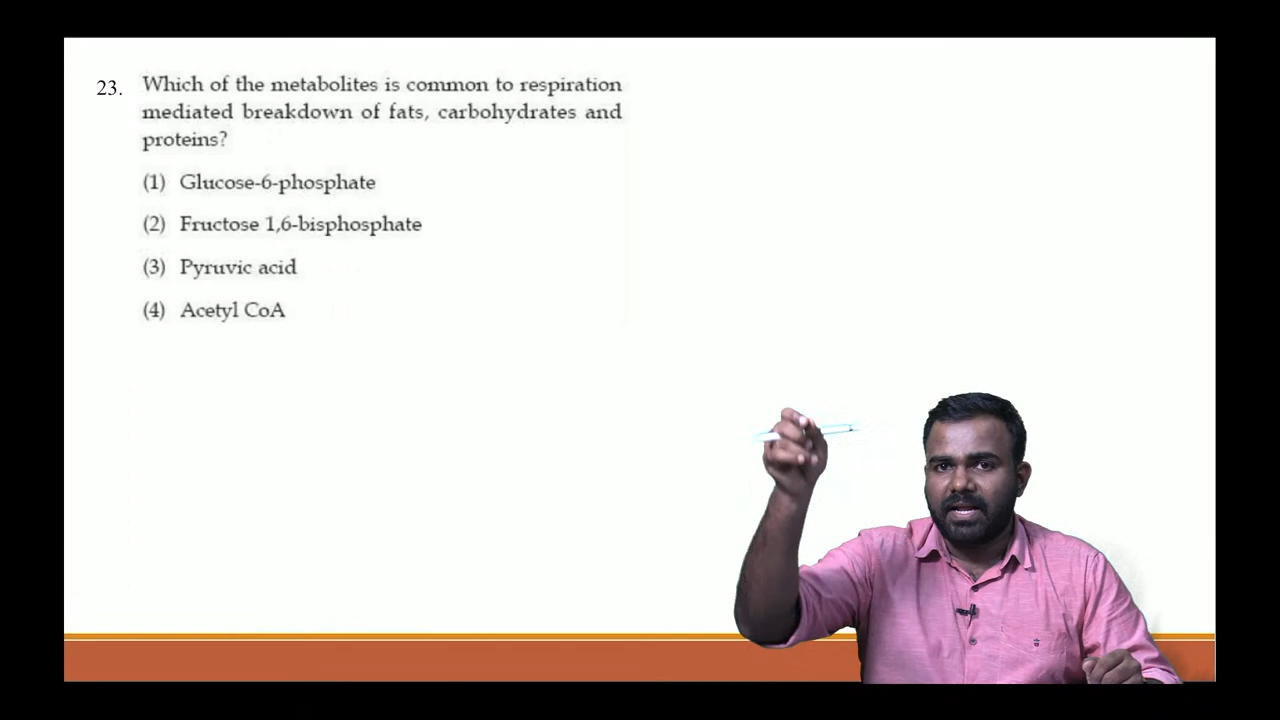 23. Which of the metabolites is common to respiration
mediated breakdown of fats, carbohydrates and
proteins?
(1) Glucose-6-phosphate
(2) Fructose 1,6-bisphosphate
(3) Pyruvic acid
(4) Acetyl CoA